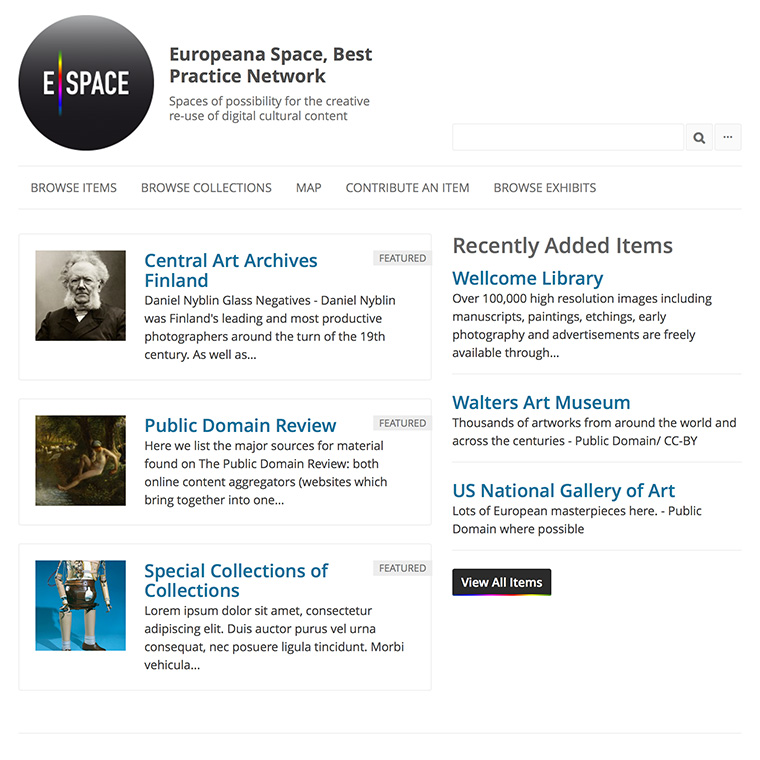 E SPACE
Europeana Space, Best
Practice Network
Spaces of possibility for the creative
re-use of digital cultural content
...
BROWSE ITEMS BROWSE COLLECTIONS MAP CONTRIBUTE AN ITEM BROWSE EXHIBITS
Central Art Archives
Finland
FEATURED
Daniel Nyblin Glass Negatives - Daniel Nyblin
was Finland's leading and most productive
photographers around the turn of the 19th
century. As well as...
Public Domain Review
FEATURED
Here we list the major sources for material
found on The Public Domain Review: both
online content aggregators (websites which
bring together into one...
Special Collections of
Collections
FEATURED
Lorem ipsum dolor sit amet, consectetur
adipiscing elit. Duis auctor purus vel urna
consequat, nec posuere ligula tincidunt. Morbi
vehicula...
Recently Added Items
Wellcome Library
Over 100,000 high resolution images including
manuscripts, paintings, etchings, early
photography and advertisements are freely
available through...
Walters Art Museum
Thousands of artworks from around the world and
across the centuries - Public Domain/ CC-BY
US National Gallery of Art
Lots of European masterpieces here. - Public
Domain where possible
View All Items